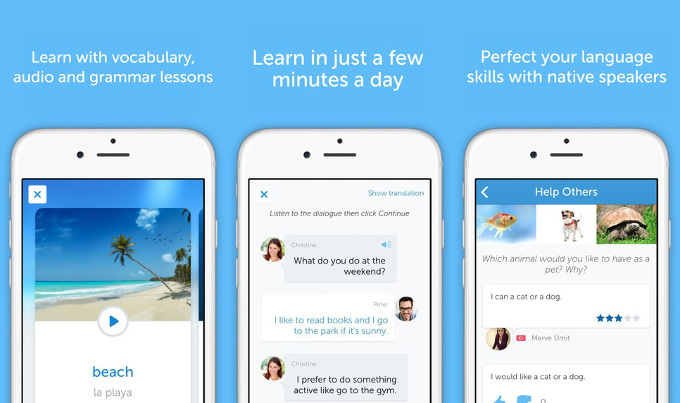 Learn with vocabulary,
audio and grammar lessons
beach
la playa
Learn in just a few
minutes a day
Show translation
Listen to the dialogue then click Continue
Christine
What do you do at the
weekend?
Peter
I like to read books and I go
to the park if it's sunny.
Christine
I prefer to do something
active like go to the gym.
Perfect your language
skills with native speakers
Help Others
Which animal would you like to have as a
pet? Why?
I can a cat or a dog.
Merve Ümit
I would like a cat or a dog.
0